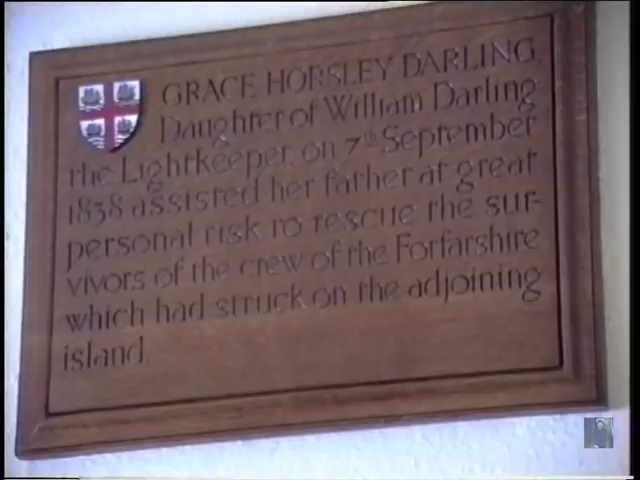 GRACE HORSLEY DARLING,
Daughter of William Darling
the Lightkeeper, on 7th September
1838 assisted her father at great
personal risk to rescue the sur-
vivors of the crew of the Forfarshire
which had struck on the adjoining
island.